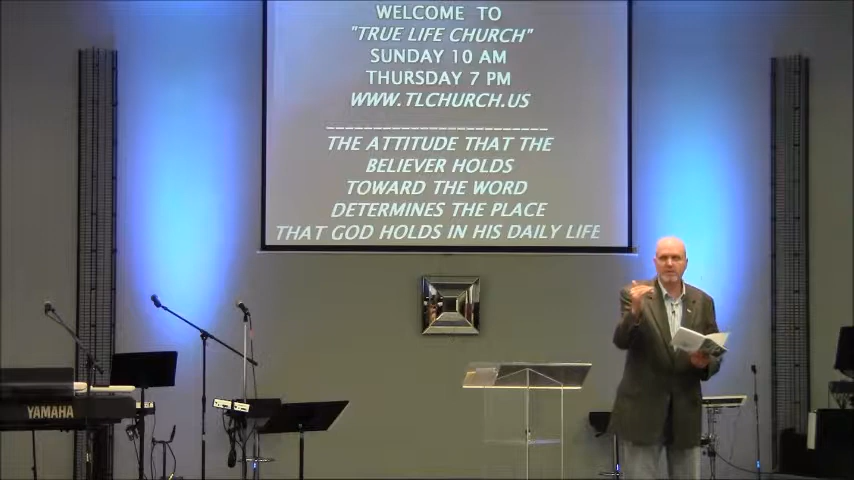 WELCOME TO
"TRUE LIFE CHURCH"
SUNDAY 10 AM
THURSDAY 7 PM
WWW.TLCHURCH.US
THE ATTITUDE THAT THE
BELIEVER HOLDS
TOWARD THE WORD
DETERMINES THE PLACE
THAT GOD HOLDS IN HIS DAILY LIFE
YAMAHA